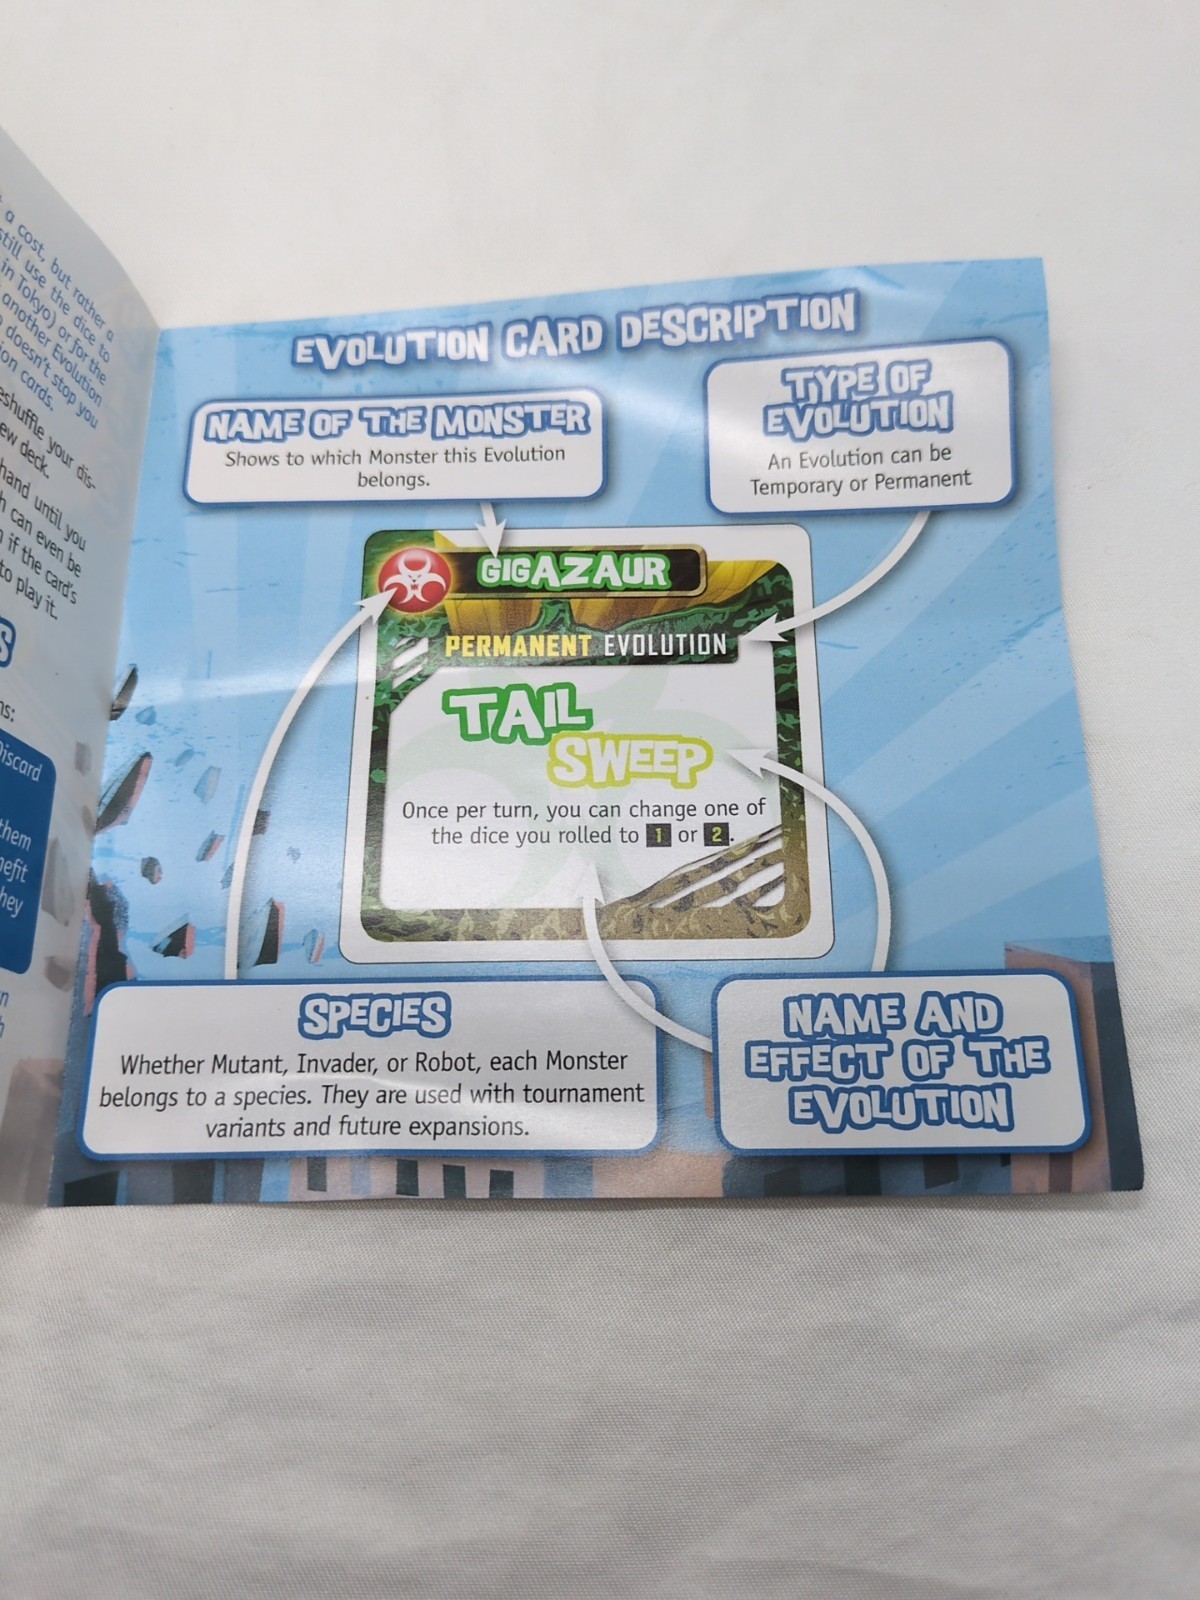 a cost, but rather a
still use the dice to
in Tokyo) or for the
another Evolution
doesn't stop you
ion cards.
eshuffle your dis-
ew deck.
hand until you
h can even be
if the card's
to play it.
S
ns:
Discard
them
nefit
they
EVOLUTION CARD DESCRIPTION
NAME OF THE MONSTER
Shows to which Monster this Evolution
belongs.
TYPE OF
EVOLUTION
An Evolution can be
Temporary or Permanent
GIGAZAUR
PERMANENT EVOLUTION
TAIL
SWEEP
Once per turn, you can change one of
the dice you rolled to 1 or 2.
SPECIES
Whether Mutant, Invader, or Robot, each Monster
belongs to a species. They are used with tournament
variants and future expansions.
NAME AND
EFFECT OF THE
EVOLUTION